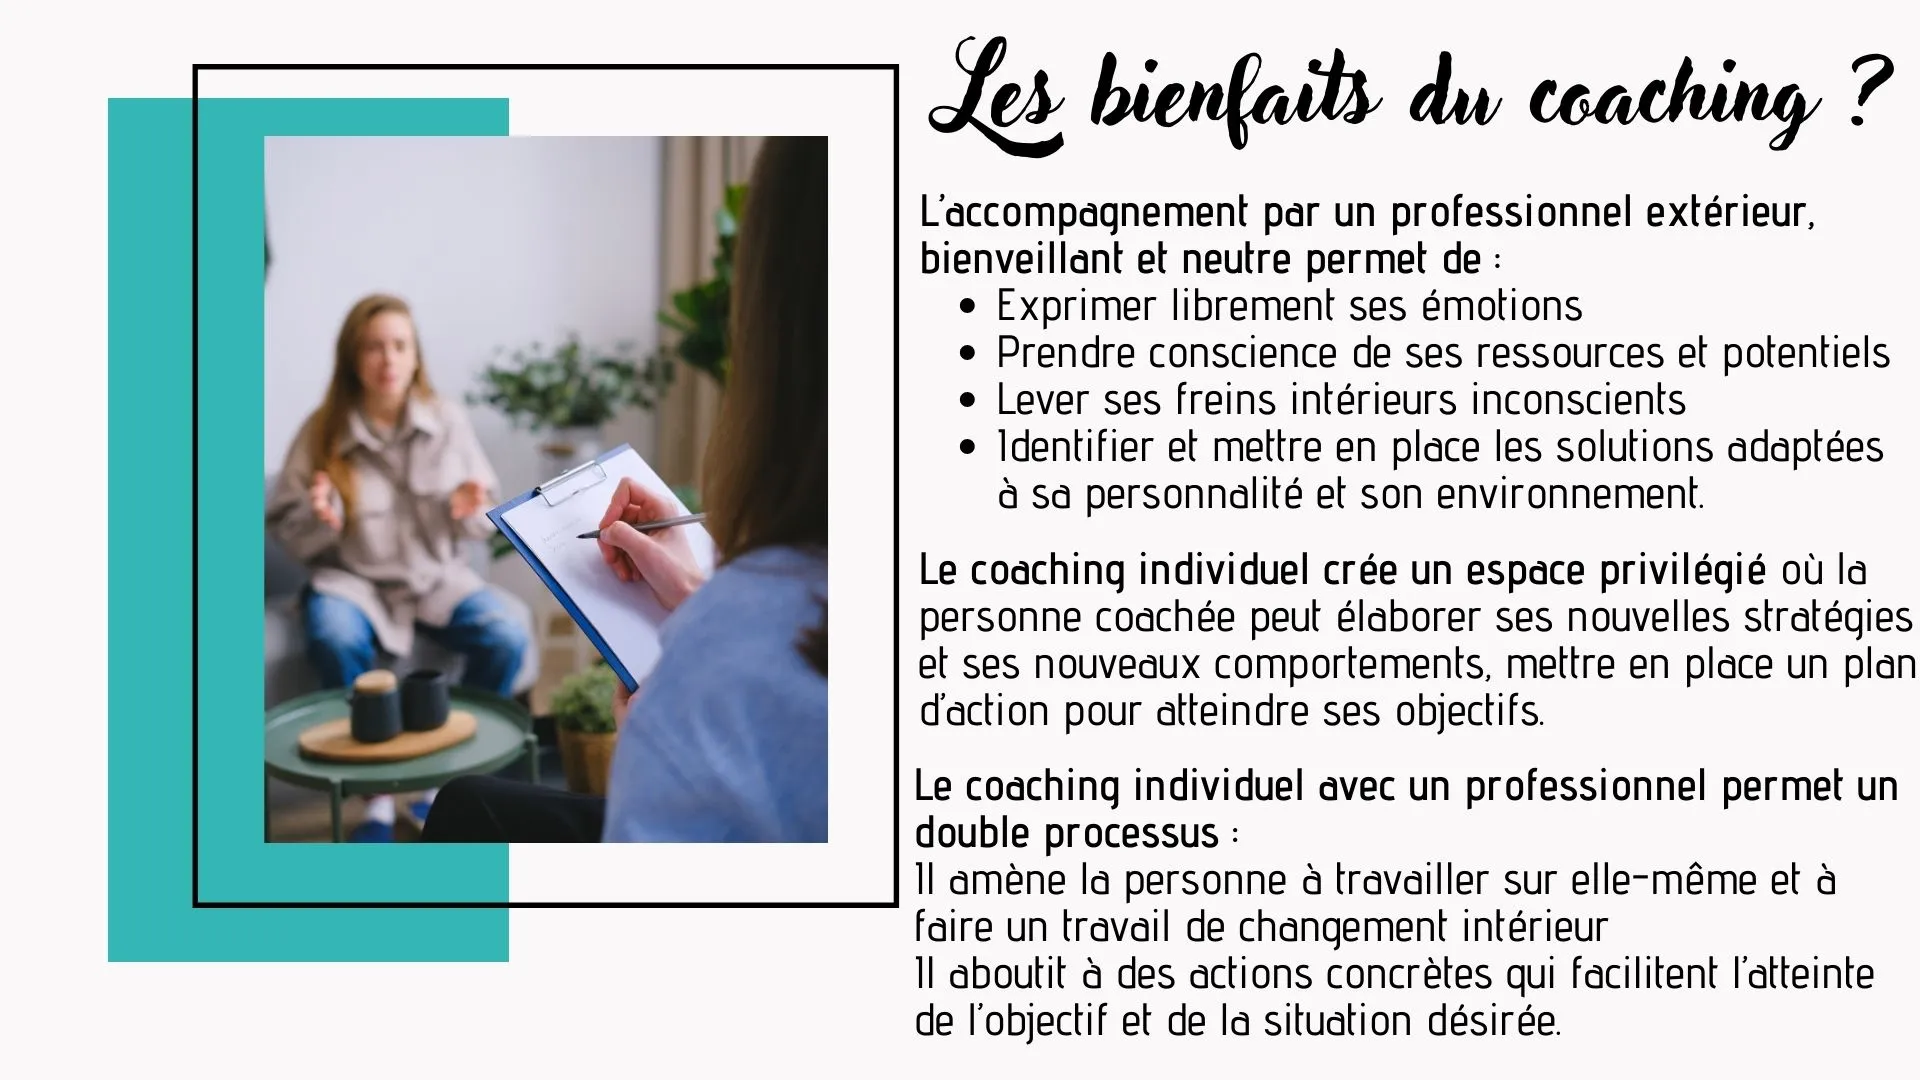 Les bienfaits du coaching ?
L'accompagnement par un professionnel extérieur,
bienveillant et neutre permet de :
• Exprimer librement ses émotions
• Prendre conscience de ses ressources et potentiels
• Lever ses freins intérieurs inconscients
• Identifier et mettre en place les solutions adaptées
à sa personnalité et son environnement.
Le coaching individuel crée un espace privilégié où la
personne coachée peut élaborer ses nouvelles stratégies
et ses nouveaux comportements, mettre en place un plan
d'action pour atteindre ses objectifs.
Le coaching individuel avec un professionnel permet un
double processus :
Il amène la personne à travailler sur elle-même et à
faire un travail de changement intérieur
Il aboutit à des actions concrètes qui facilitent l'atteinte
de l'objectif et de la situation désirée.